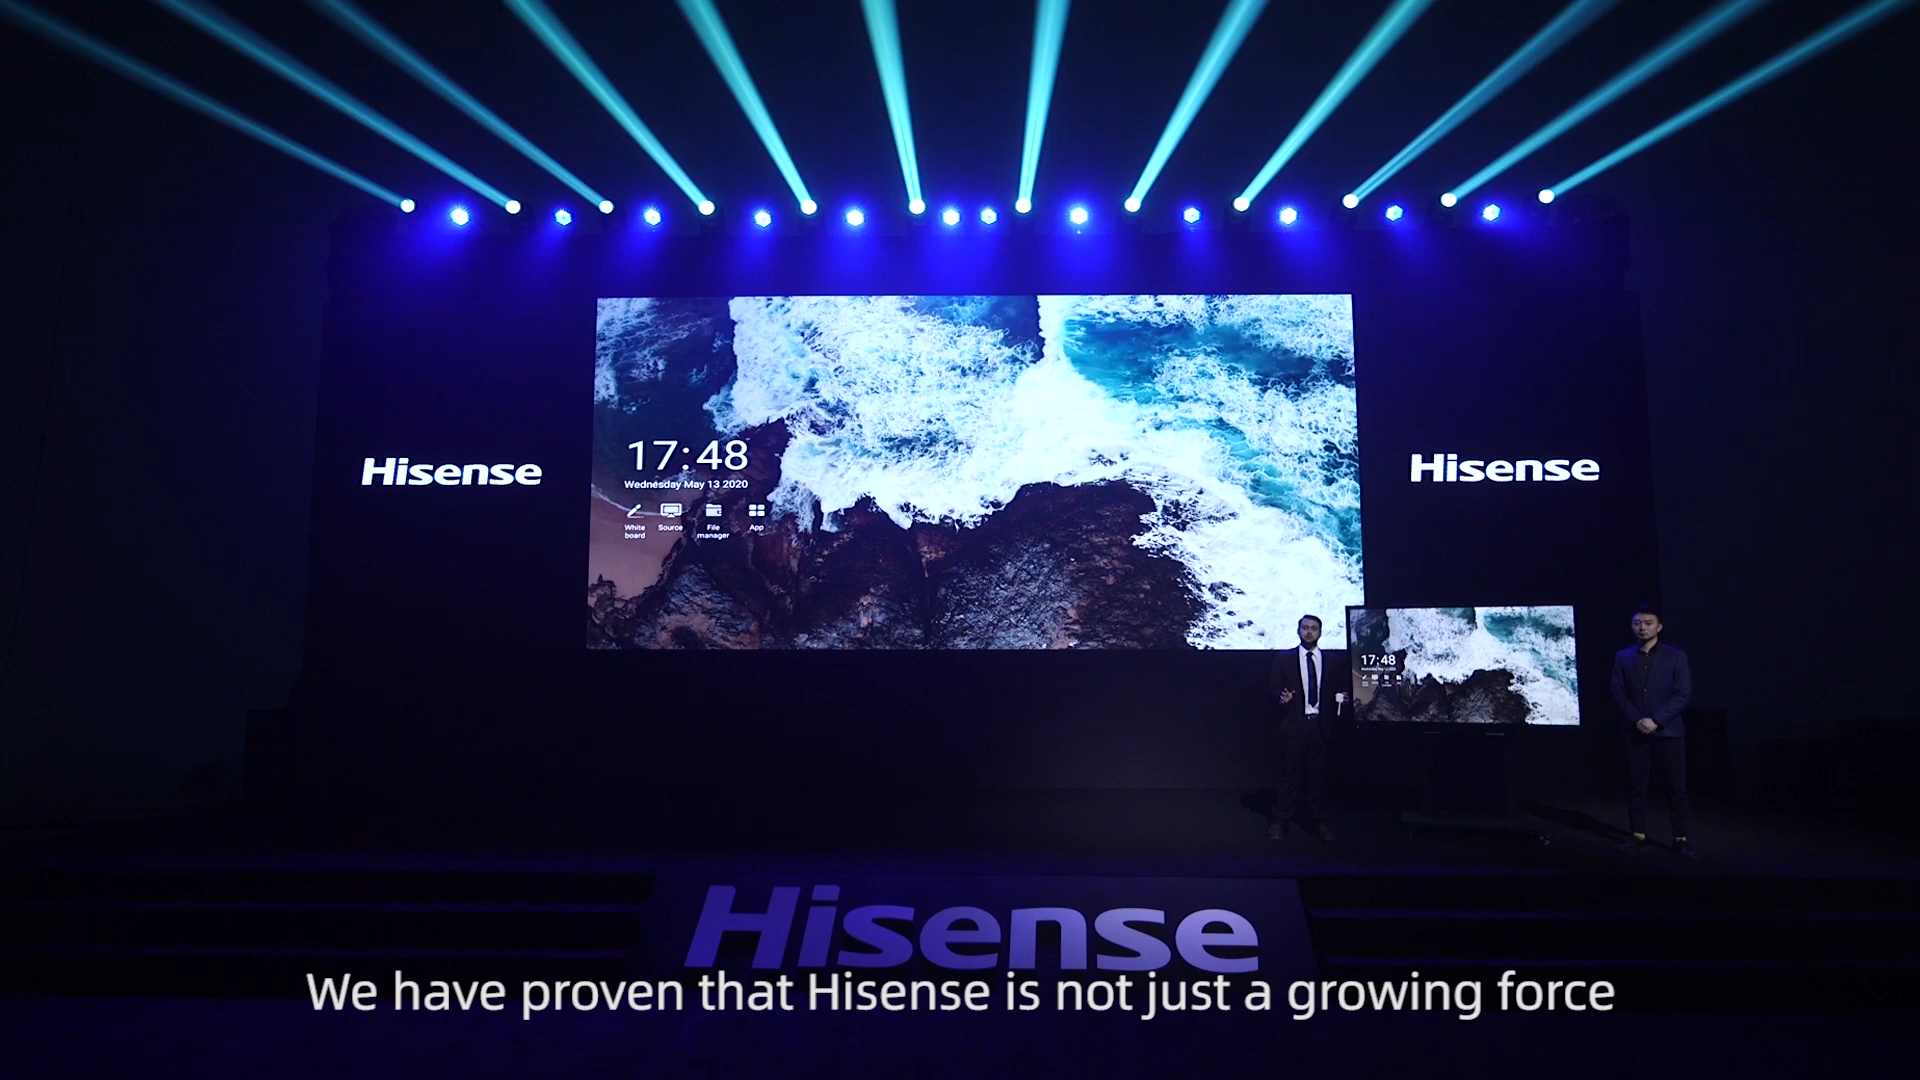 Hisense
17:48
Wednesday May 13 2020
White board
Source
File manager
App
Hisense
17:48
Hisense
We have proven that Hisense is not just a growing force